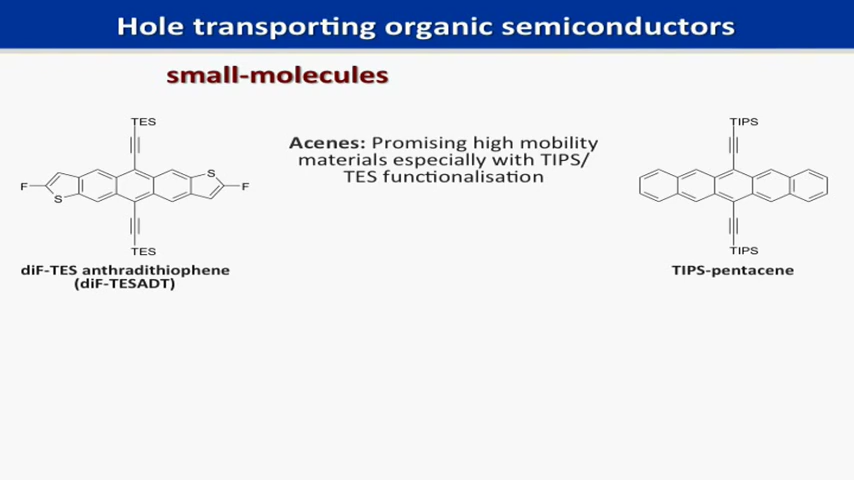 Hole transporting organic semiconductors
small-molecules
TES
F
S
S
F
TES
diF-TES anthradithiophene
(diF-TESADT)
Acenes: Promising high mobility
materials especially with TIPS/
TES functionalisation
TIPS
TIPS
TIPS-pentacene